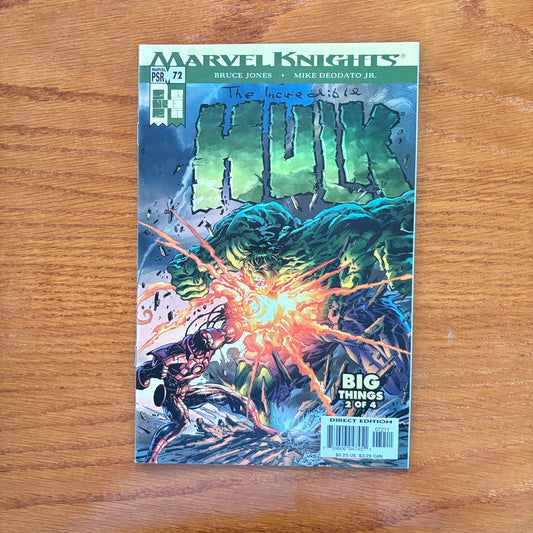 MARVEL KNIGHTS®
MARVEL
PSR
72
BRUCE JONES • MIKE DEODATO JR.
The Incredible
HULK
BIG
THINGS
2 OF 4
DIRECT EDITION
07211
$2.25 US $3.25 CAN